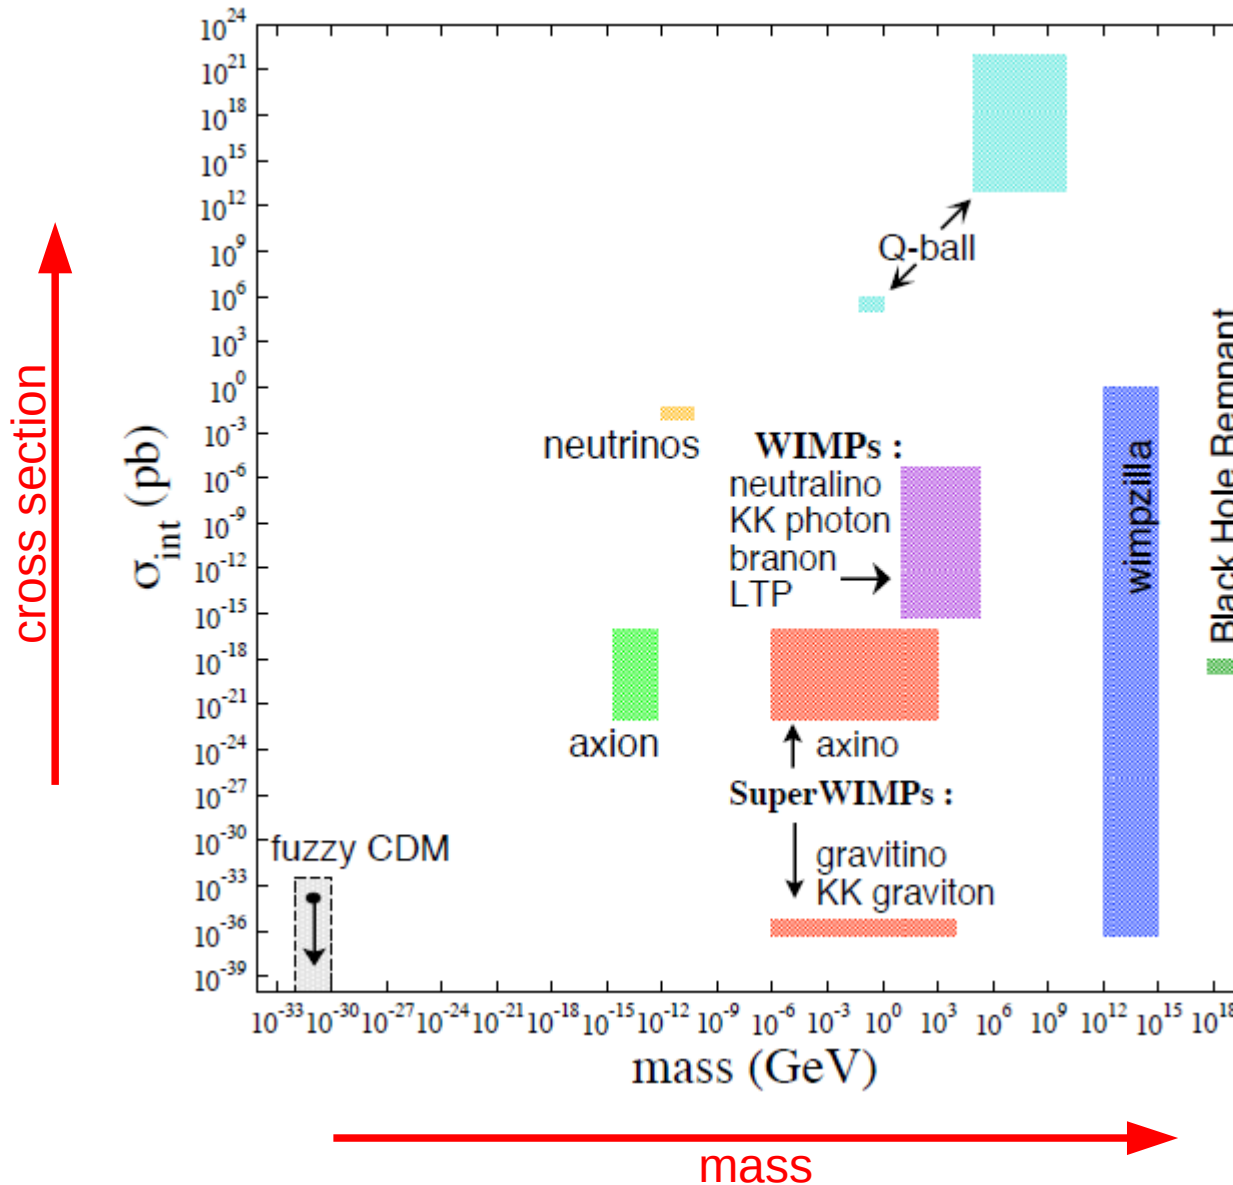 10^24
10^21
10^18
10^15
10^12
10^9
10^6
10^3
10^0
10^-3
10^-6
10^-9
10^-12
10^-15
10^-18
10^-21
10^-24
10^-27
10^-30
10^-33
10^-36
10^-39
cross section
σ_int (pb)
Q-ball
neutrinos
WIMPs :
neutralino
KK photon
branon
LTP
wimpzilla
Black Hole Remnant
axion
axino
SuperWIMPs :
gravitino
KK graviton
fuzzy CDM
10^-33 10^-30 10^-27 10^-24 10^-21 10^-18 10^-15 10^-12 10^-9 10^-6 10^-3 10^0 10^3 10^6 10^9 10^12 10^15 10^18
mass (GeV)
mass